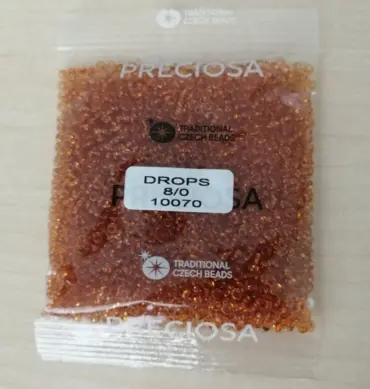 TRADITIONAL
CZECH BEADS
PRECIOSA
TRADITIONAL
CZECH BEADS
DROPS
8/0
10070
PRECIOSA
TRADITIONAL
CZECH BEADS
PRECIOSA